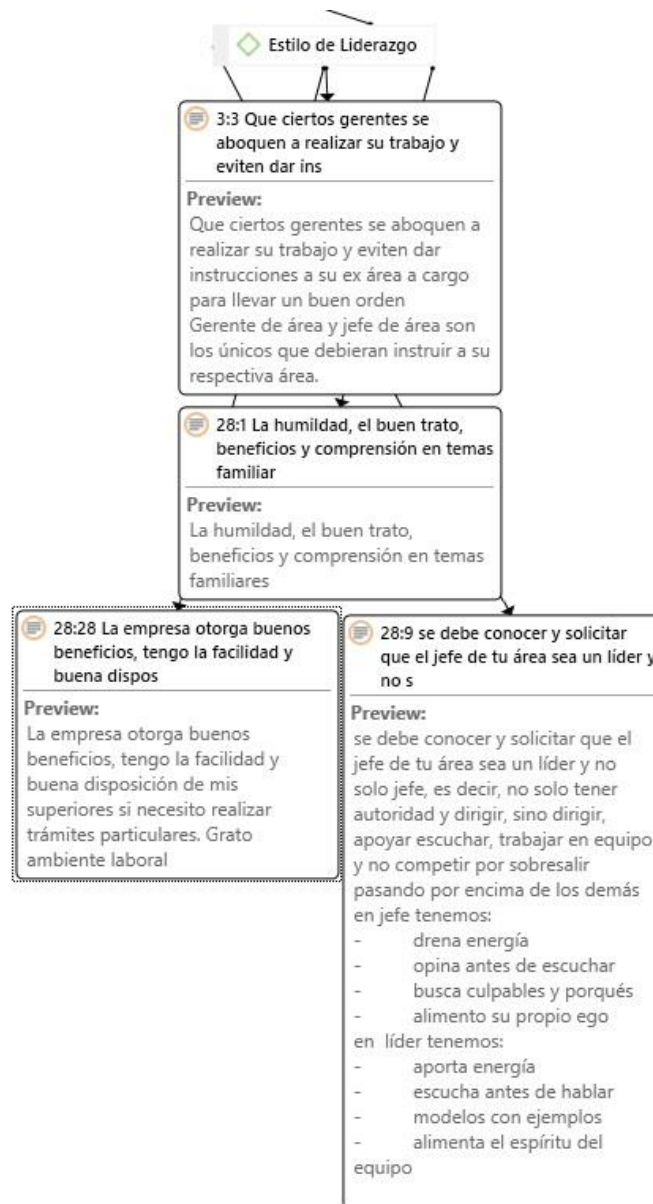 Estilo de Liderazgo
3:3 Que ciertos gerentes se
aboquen a realizar su trabajo y
eviten dar ins
Preview:
Que ciertos gerentes se aboquen a
realizar su trabajo y eviten dar
instrucciones a su ex área a cargo
para llevar un buen orden
Gerente de área y jefe de área son
los únicos que debieran instruir a su
respectiva área.
28:1 La humildad, el buen trato,
beneficios y comprensión en temas
familiar
Preview:
La humildad, el buen trato,
beneficios y comprensión en temas
familiares
28:28 La empresa otorga buenos
beneficios, tengo la facilidad y
buena dispos
Preview:
La empresa otorga buenos
beneficios, tengo la facilidad y
buena disposición de mis
superiores si necesito realizar
trámites particulares. Grato
ambiente laboral
28:9 se debe conocer y solicitar
que el jefe de tu área sea un líder y
no s
Preview:
se debe conocer y solicitar que el
jefe de tu área sea un líder y no
solo jefe, es decir, no solo tener
autoridad y dirigir, sino dirigir,
apoyar escuchar, trabajar en equipo
y no competir por sobresalir
pasando por encima de los demás
en jefe tenemos:
- drena energía
- opina antes de escuchar
- busca culpables y porqués
- alimento su propio ego
en líder tenemos:
- aporta energía
- escucha antes de hablar
- modelos con ejemplos
- alimenta el espíritu del
equipo